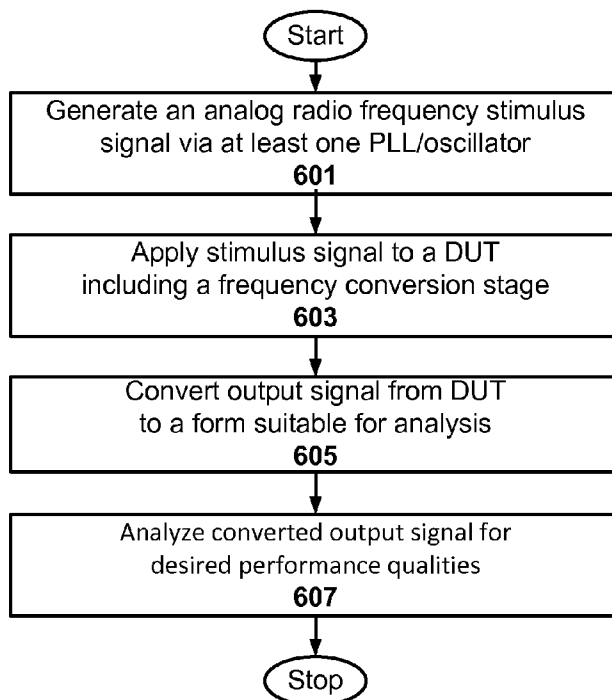 Start
Generate an analog radio frequency stimulus
signal via at least one PLL/oscillator
601
Apply stimulus signal to a DUT
including a frequency conversion stage
603
Convert output signal from DUT
to a form suitable for analysis
605
Analyze converted output signal for
desired performance qualities
607
Stop